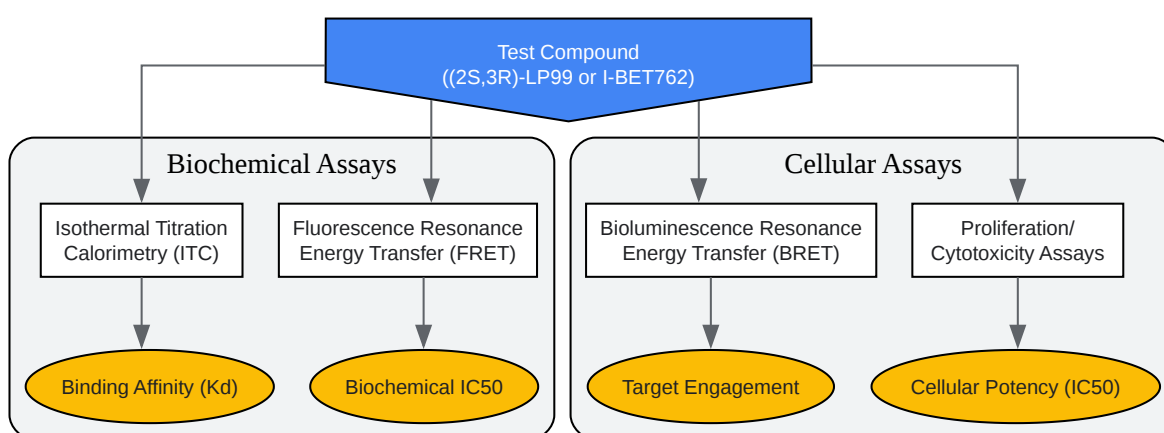 Test Compound
((2S,3R)-LP99 or I-BET762)
Biochemical Assays
Cellular Assays
Isothermal Titration
Calorimetry (ITC)
Fluorescence Resonance
Energy Transfer (FRET)
Bioluminescence Resonance
Energy Transfer (BRET)
Proliferation/
Cytotoxicity Assays
Binding Affinity (Kd)
Biochemical IC50
Target Engagement
Cellular Potency (IC50)